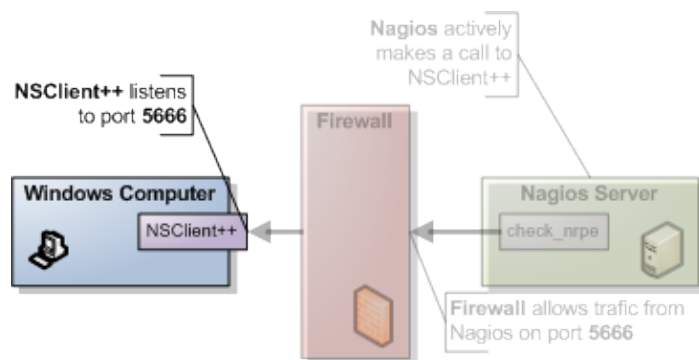 Nagios actively
makes a call to
NSClient++
NSClient++ listens
to port 5666
Firewall
Windows Computer
NSClient++
Nagios Server
check_nrpe
Firewall allows trafic from
Nagios on port 5666